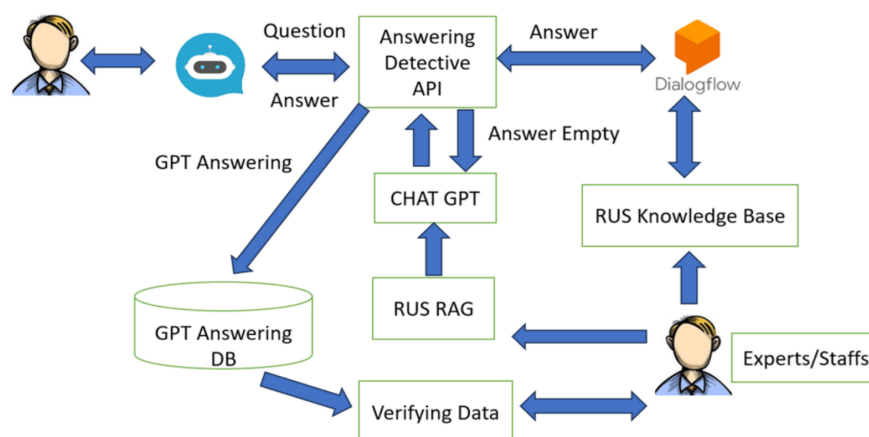 Question
Answering
Detective
API
Answer
Dialogflow
Answer
GPT Answering
Answer Empty
CHAT GPT
RUS Knowledge Base
RUS RAG
GPT Answering
DB
Experts/Staffs
Verifying Data